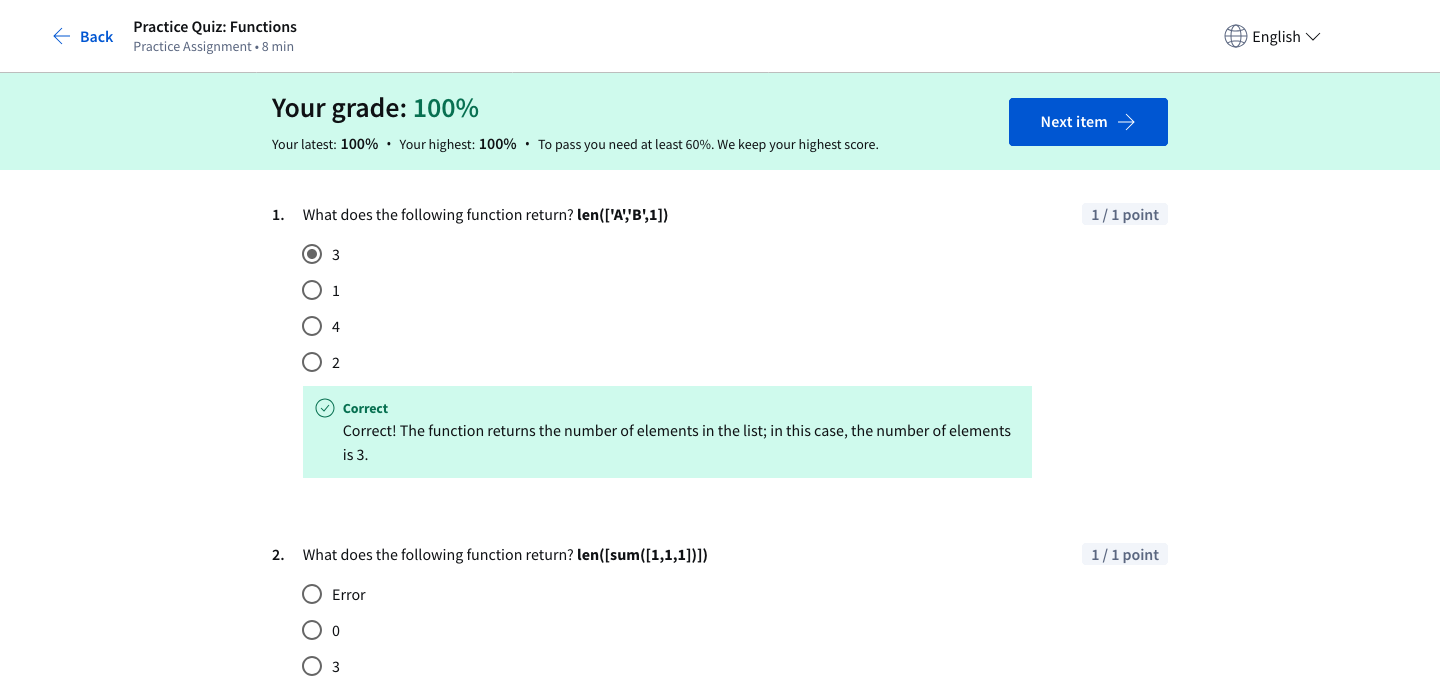 Back
Practice Quiz: Functions
Practice Assignment • 8 min
English
Your grade: 100%
Your latest: 100% • Your highest: 100% • To pass you need at least 60%. We keep your highest score.
Next item
1. What does the following function return? len(['A','B',1])
1 / 1 point
3
1
4
2
Correct
Correct! The function returns the number of elements in the list; in this case, the number of elements
is 3.
2. What does the following function return? len([sum([1,1,1])])
1 / 1 point
Error
0
3